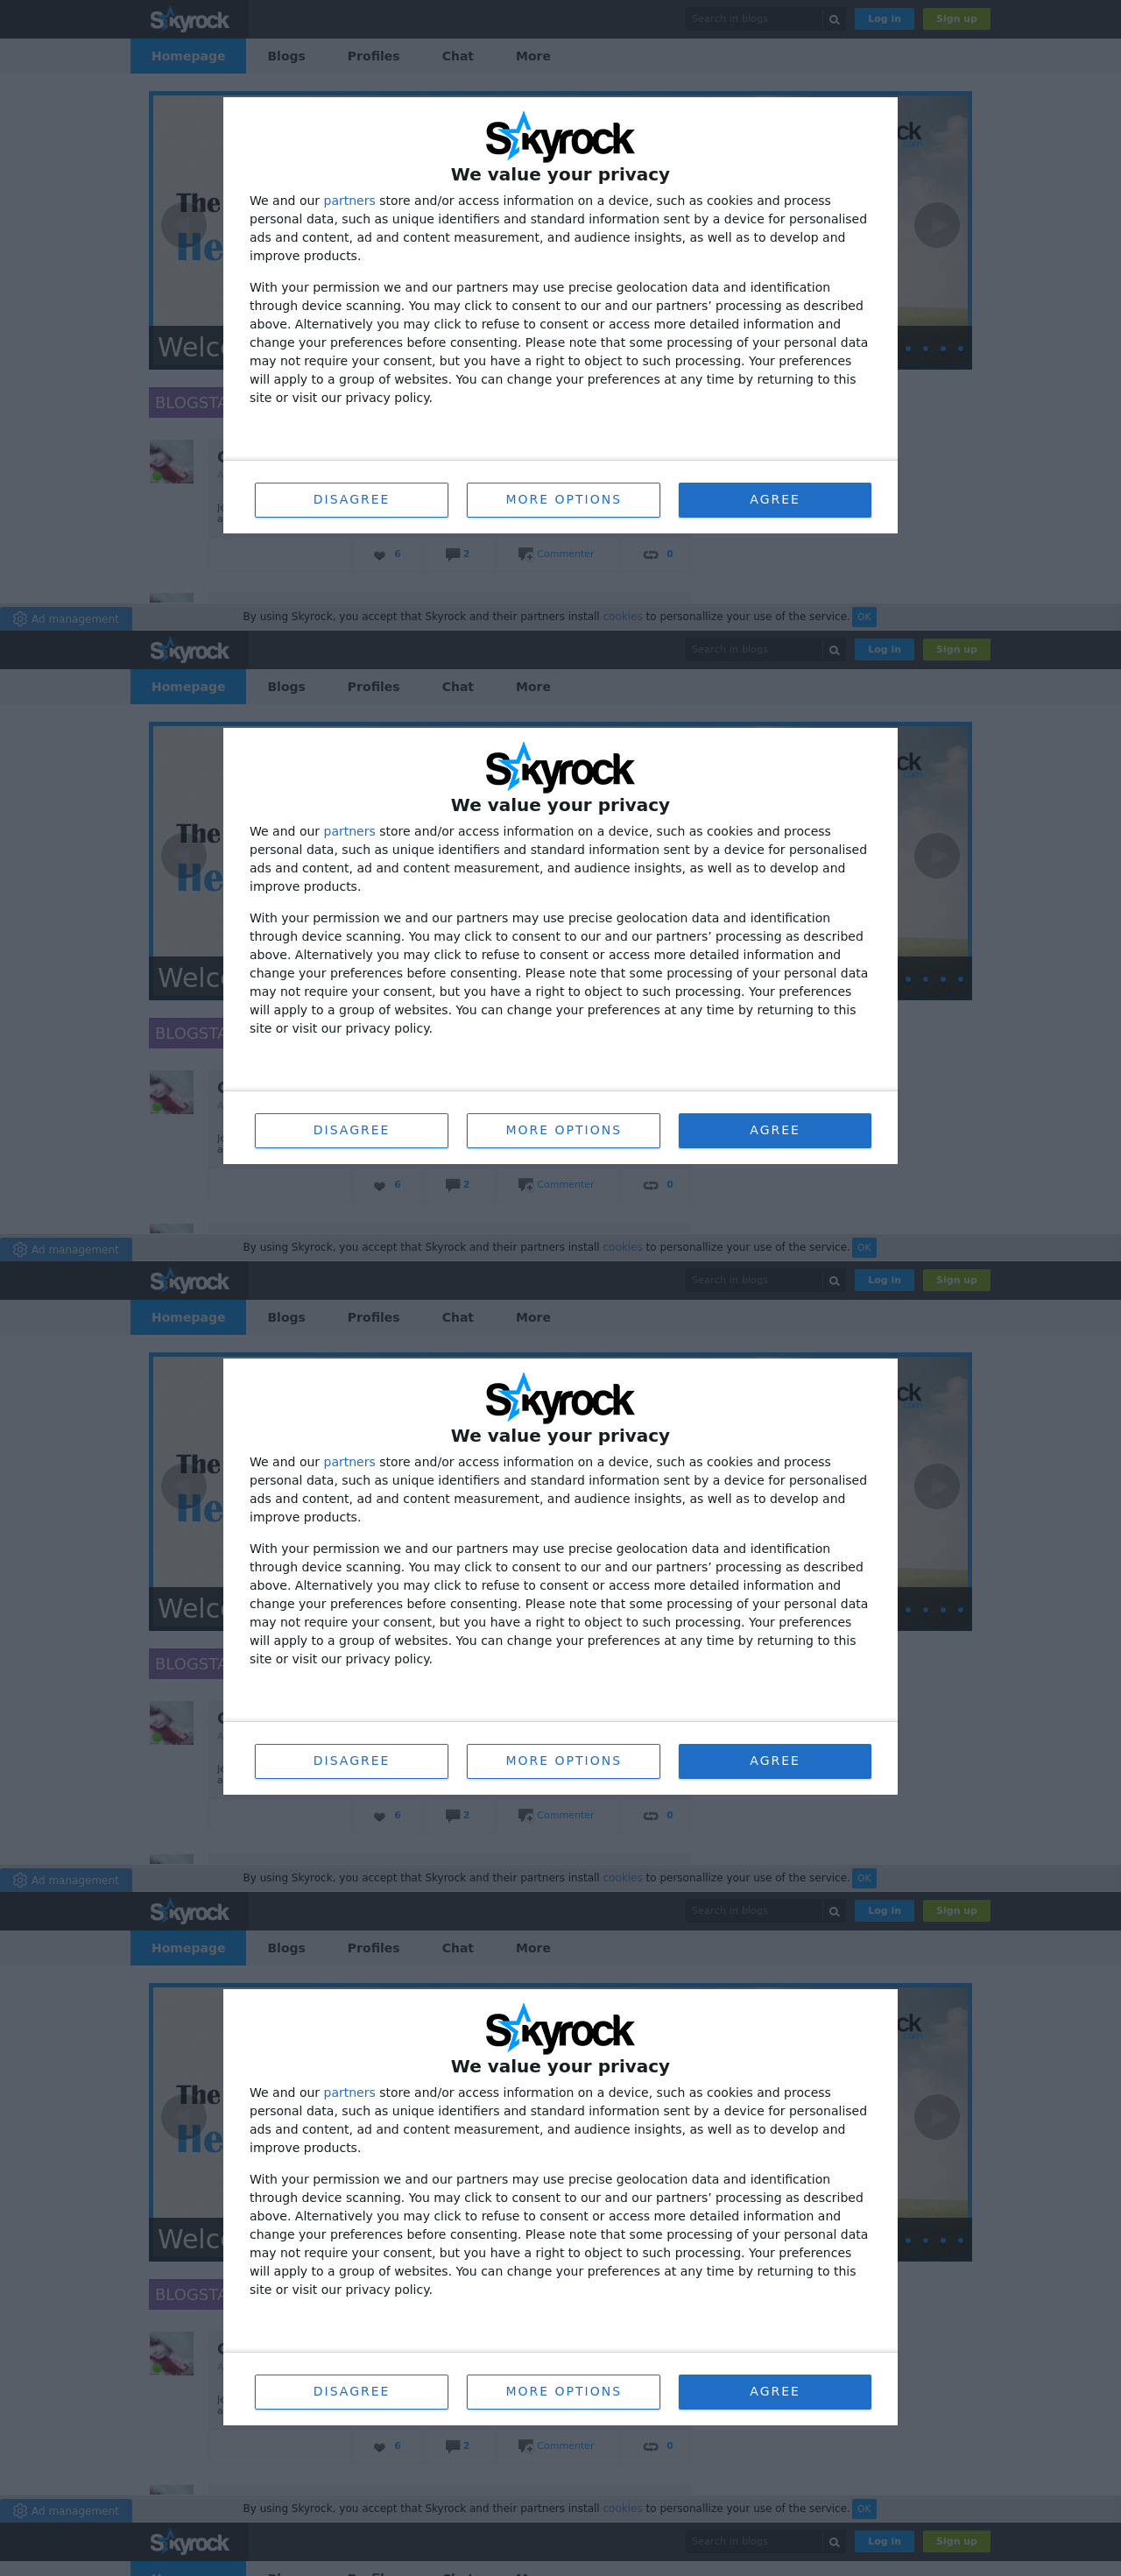 Skyrock
Search in blogs
Log in
Sign up
Homepage
Blogs
Profiles
Chat
More
Skyrock
We value your privacy
We and our partners store and/or access information on a device, such as cookies and process
personal data, such as unique identifiers and standard information sent by a device for personalised
ads and content, ad and content measurement, and audience insights, as well as to develop and
improve products.
With your permission we and our partners may use precise geolocation data and identification
through device scanning. You may click to consent to our and our partners’ processing as described
above. Alternatively you may click to refuse to consent or access more detailed information and
change your preferences before consenting. Please note that some processing of your personal data
may not require your consent, but you have a right to object to such processing. Your preferences
will apply to a group of websites. You can change your preferences at any time by returning to this
site or visit our privacy policy.
The
DISAGREE
MORE OPTIONS
AGREE
6
2
Commenter
0
Ad management
By using Skyrock, you accept that Skyrock and their partners install cookies to personallize your use of the service. OK
Skyrock
Search in blogs
Log in
Sign up
Homepage
Blogs
Profiles
Chat
More
Skyrock
We value your privacy
We and our partners store and/or access information on a device, such as cookies and process
personal data, such as unique identifiers and standard information sent by a device for personalised
ads and content, ad and content measurement, and audience insights, as well as to develop and
improve products.
With your permission we and our partners may use precise geolocation data and identification
through device scanning. You may click to consent to our and our partners’ processing as described
above. Alternatively you may click to refuse to consent or access more detailed information and
change your preferences before consenting. Please note that some processing of your personal data
may not require your consent, but you have a right to object to such processing. Your preferences
will apply to a group of websites. You can change your preferences at any time by returning to this
site or visit our privacy policy.
The
DISAGREE
MORE OPTIONS
AGREE
6
2
Commenter
0
Ad management
By using Skyrock, you accept that Skyrock and their partners install cookies to personallize your use of the service. OK
Skyrock
Search in blogs
Log in
Sign up
Homepage
Blogs
Profiles
Chat
More
Skyrock
We value your privacy
We and our partners store and/or access information on a device, such as cookies and process
personal data, such as unique identifiers and standard information sent by a device for personalised
ads and content, ad and content measurement, and audience insights, as well as to develop and
improve products.
With your permission we and our partners may use precise geolocation data and identification
through device scanning. You may click to consent to our and our partners’ processing as described
above. Alternatively you may click to refuse to consent or access more detailed information and
change your preferences before consenting. Please note that some processing of your personal data
may not require your consent, but you have a right to object to such processing. Your preferences
will apply to a group of websites. You can change your preferences at any time by returning to this
site or visit our privacy policy.
The
DISAGREE
MORE OPTIONS
AGREE
6
2
Commenter
0
Ad management
By using Skyrock, you accept that Skyrock and their partners install cookies to personallize your use of the service. OK
Skyrock
Search in blogs
Log in
Sign up
Homepage
Blogs
Profiles
Chat
More
Skyrock
We value your privacy
We and our partners store and/or access information on a device, such as cookies and process
personal data, such as unique identifiers and standard information sent by a device for personalised
ads and content, ad and content measurement, and audience insights, as well as to develop and
improve products.
With your permission we and our partners may use precise geolocation data and identification
through device scanning. You may click to consent to our and our partners’ processing as described
above. Alternatively you may click to refuse to consent or access more detailed information and
change your preferences before consenting. Please note that some processing of your personal data
may not require your consent, but you have a right to object to such processing. Your preferences
will apply to a group of websites. You can change your preferences at any time by returning to this
site or visit our privacy policy.
The
DISAGREE
MORE OPTIONS
AGREE
6
2
Commenter
0
Ad management
By using Skyrock, you accept that Skyrock and their partners install cookies to personallize your use of the service. OK
Skyrock
Search in blogs
Log in
Sign up